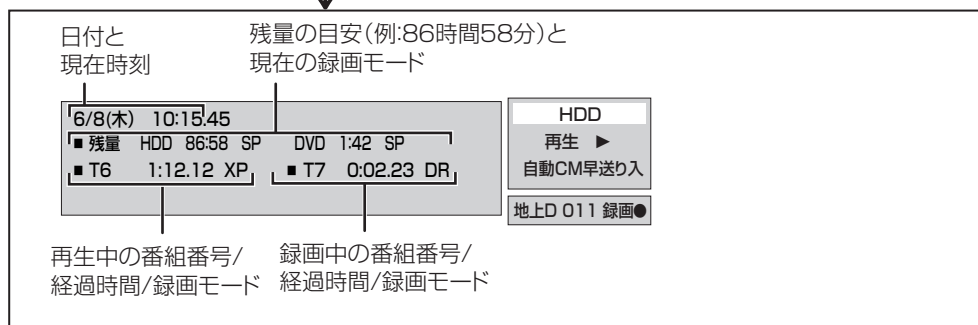 日付と
現在時刻
残量の目安（例:86時間58分）と
現在の録画モード
6/8(木) 10:15.45
■ 残量 HDD 86:58 SP DVD 1:42 SP
■ T6 1:12.12 XP ■ T7 0:02.23 DR
HDD
再生 ▶
自動CM早送り入
地上D 011 録画●
再生中の番組番号/
経過時間/録画モード
録画中の番組番号/
経過時間/録画モード